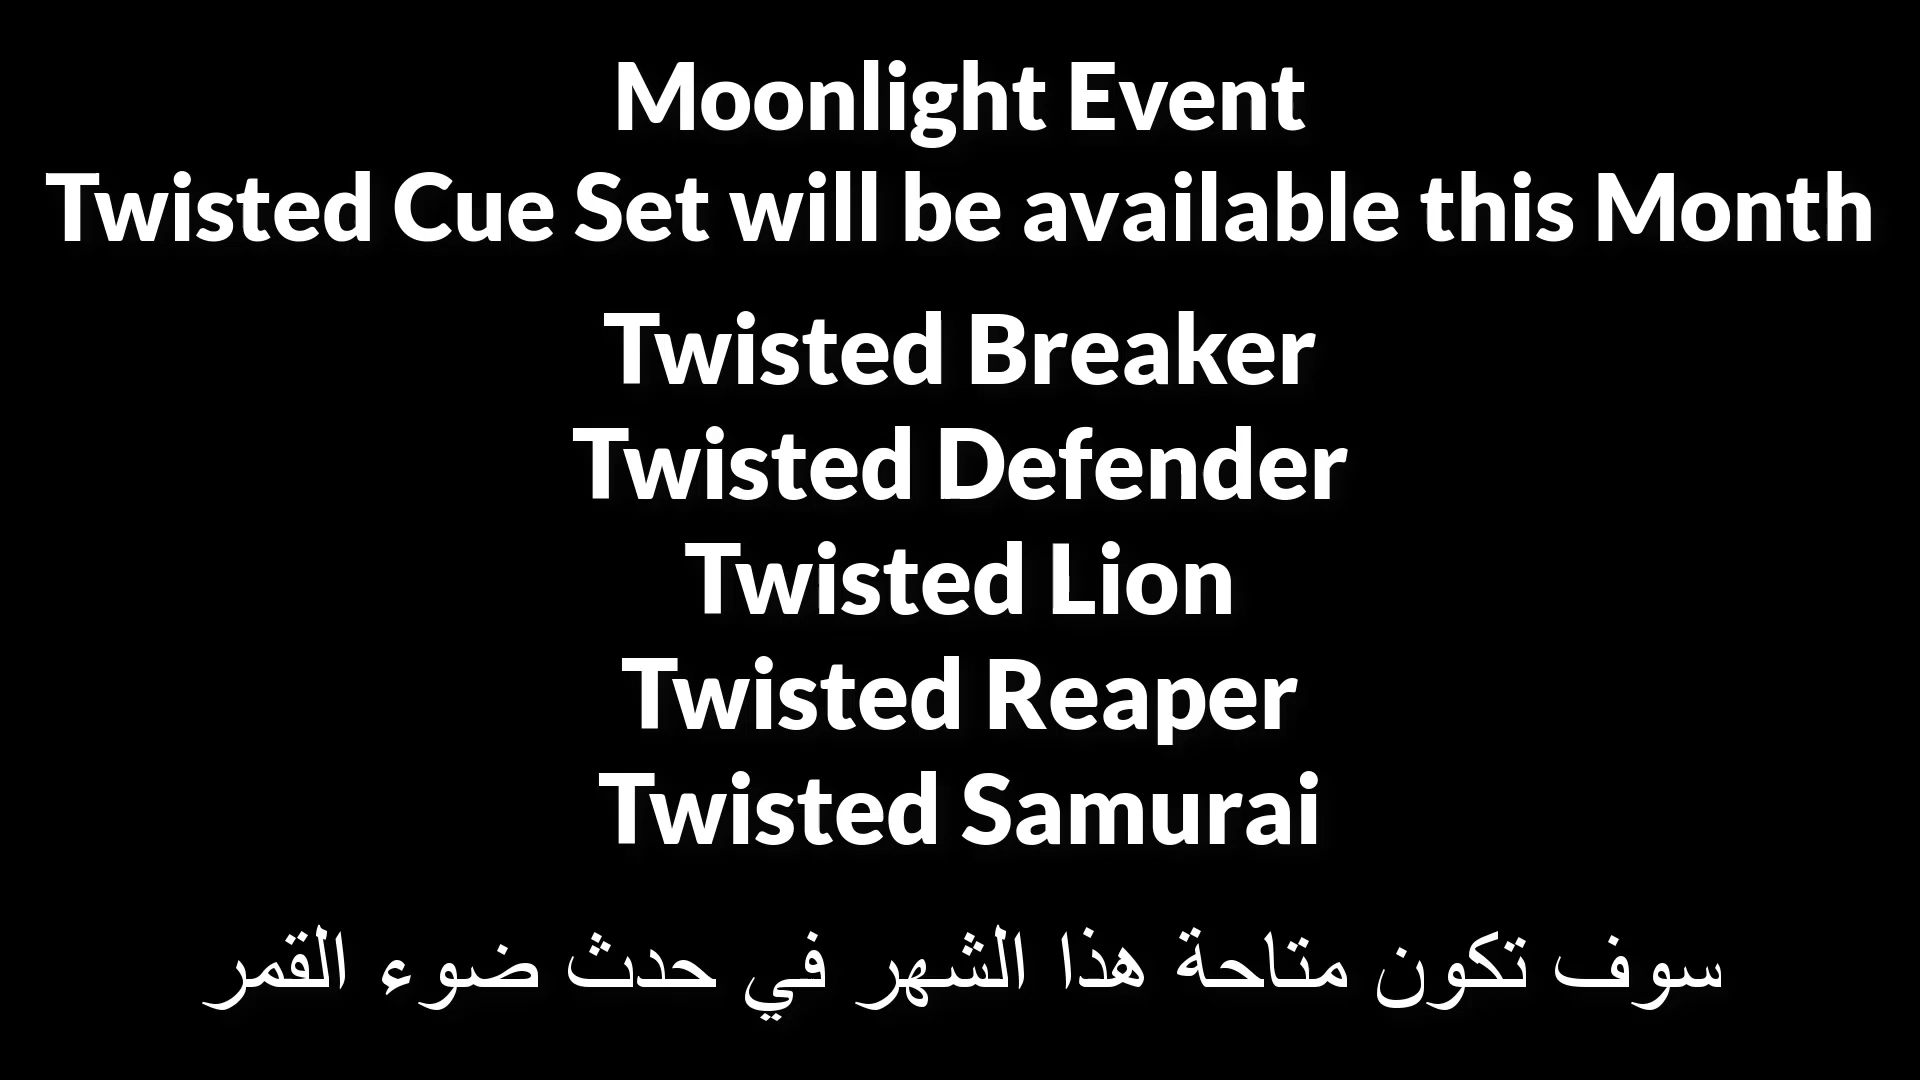 Moonlight Event
Twisted Cue Set will be available this Month
Twisted Breaker
Twisted Defender
Twisted Lion
Twisted Reaper
Twisted Samurai
سوف تكون متاحة هذا الشهر في حدث ضوء القمر